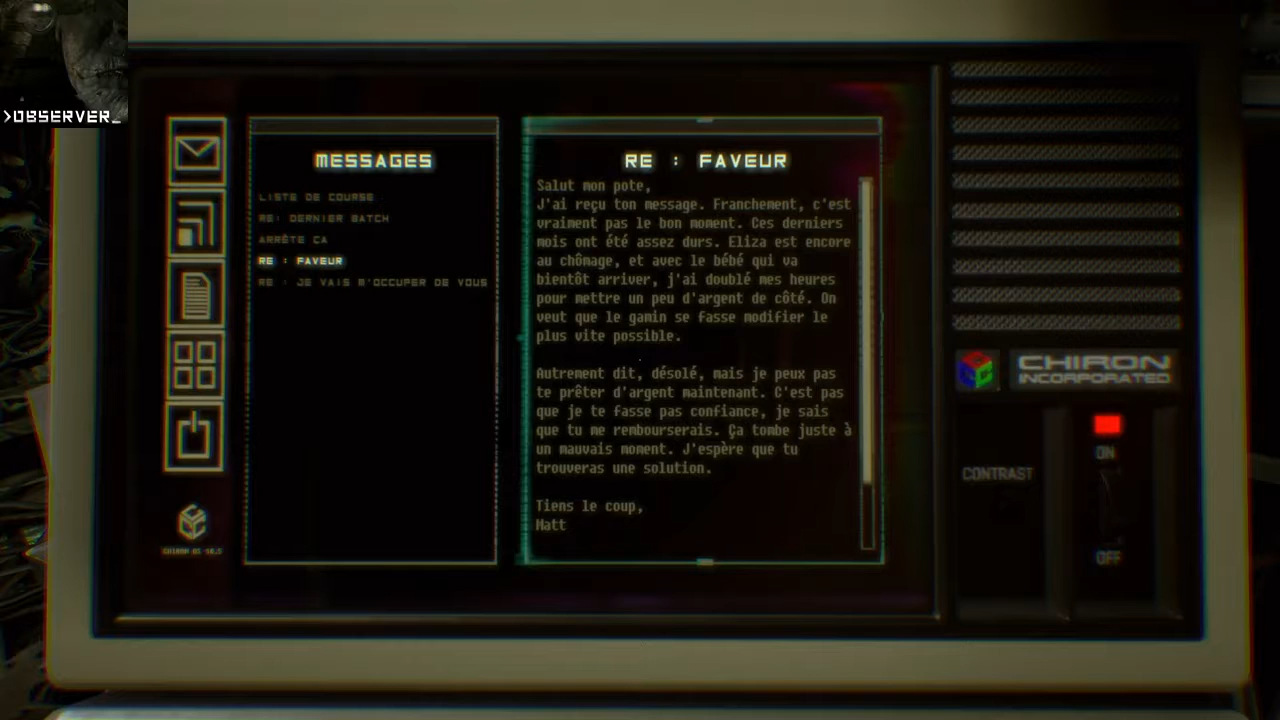 >OBSERVER_
MESSAGES
LISTE DE COURSE
RE: DERNIER BATCH
ARRÊTE ÇA
RE : FAVEUR
RE : JE VAIS M'OCCUPER DE VOUS
RE : FAVEUR
Salut mon pote,
J'ai reçu ton message. Franchement, c'est
vraiment pas le bon moment. Ces derniers
mois ont été assez durs. Eliza est encore
au chômage, et avec le bébé qui va
bientôt arriver, j'ai doublé mes heures
pour mettre un peu d'argent de côté. On
veut que le gamin se fasse modifier le
plus vite possible.
Autrement dit, désolé, mais je peux pas
te prêter d'argent maintenant. C'est pas
que je te fasse pas confiance, je sais
que tu me rembourserais. Ça tombe juste à
un mauvais moment. J'espère que tu
trouveras une solution.
Tiens le coup,
Matt
CHIRON
INCORPORATED
CONTRAST
ON
OFF
CHIRON OS